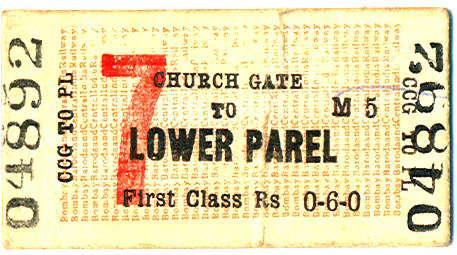 04892
CCG TO PL
7
CHURCH GATE
TO
M 5
LOWER PAREL
First Class Rs 0-6-0
CCG TO PL
04892